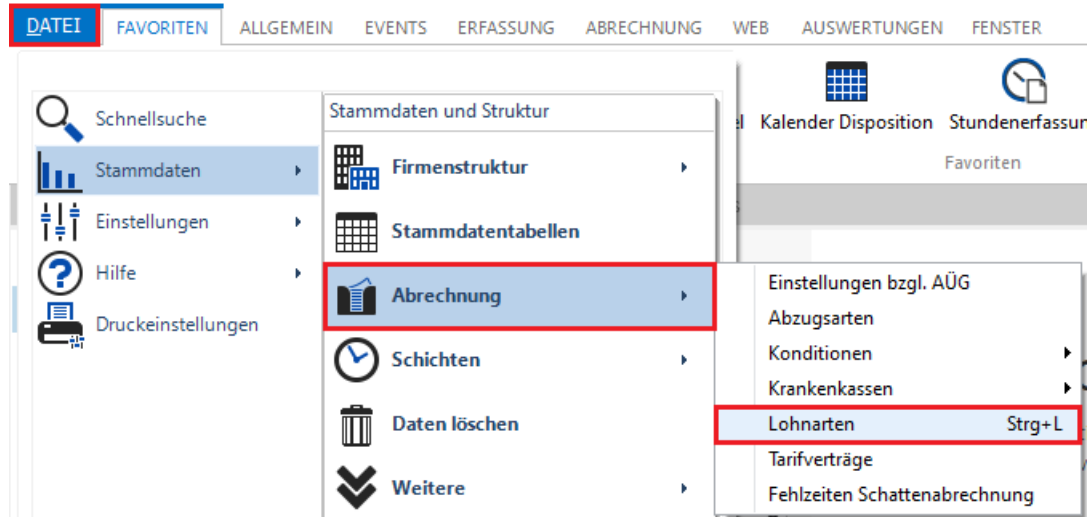 DATEI FAVORITEN ALLGEMEIN EVENTS ERFASSUNG ABRECHNUNG WEB AUSWERTUNGEN FENSTER
Kalender Disposition
Favoriten
Schnellsuche
Stammdaten
Einstellungen
Hilfe
Druckeinstellungen
Stammdaten und Struktur
Firmenstruktur
Stammdatentabellen
Abrechnung
Schichten
Daten löschen
Weitere
Einstellungen bzgl. AÜG
Abzugsarten
Konditionen
Krankenkassen
Lohnarten Strg+L
Tarifverträge
Fehlzeiten Schattenabrechnung